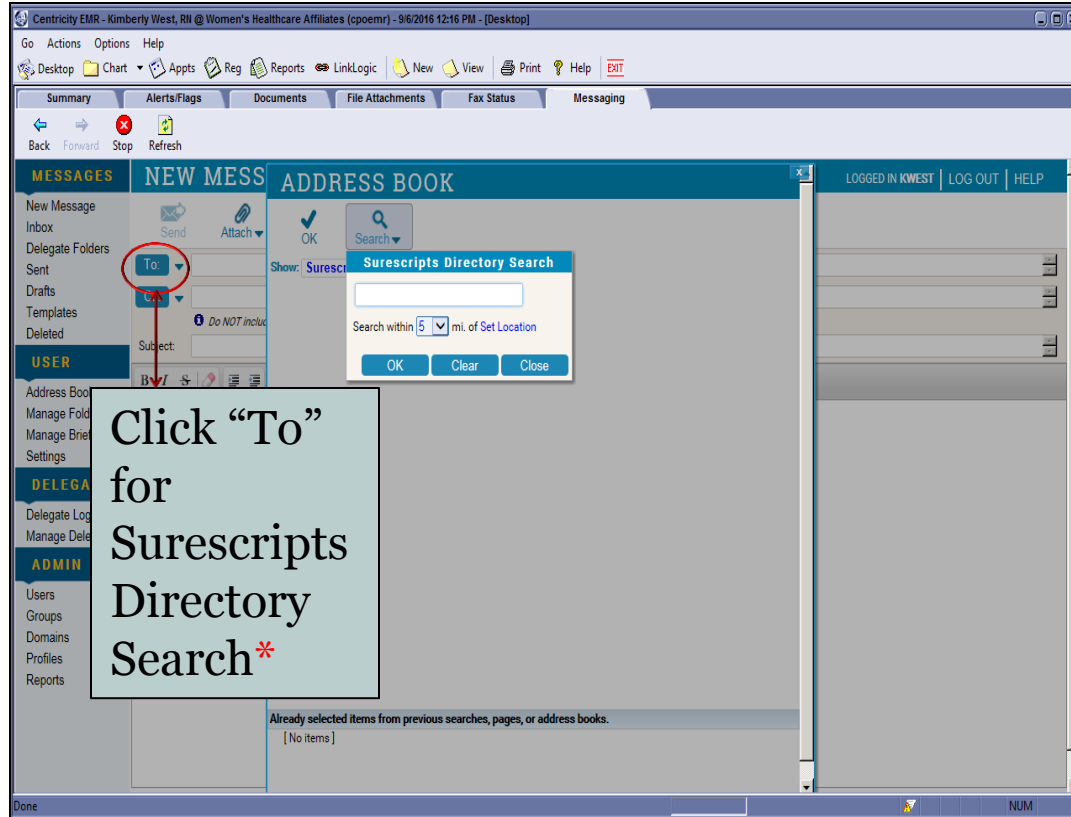 Centricity EMR - Kimberly West, RN @ Women's Healthcare Affiliates (cpoemr) - 9/6/2016 12:16 PM - [Desktop]
Go Actions Options Help
Desktop Chart Appts Reg Reports LinkLogic New View Print Help EXIT
Summary Alerts/Flags Documents File Attachments Fax Status Messaging
Back Forward Stop Refresh
MESSAGES
New Message
Inbox
Delegate Folders
Sent
Drafts
Templates
Deleted
USER
Address Boo
Manage Fold
Manage Brief
Settings
DELEGA
Delegate Log
Manage Dele
ADMIN
Users
Groups
Domains
Profiles
Reports
NEW MESS
LOGGED IN KWEST | LOG OUT | HELP
Send Attach
To:
Do NOT includ
Subject:
B I S
ADDRESS BOOK
x
OK Search
Show: Surescr
Surescripts Directory Search
Search within 5 mi. of Set Location
OK Clear Close
Click “To”
for
Surescripts
Directory
Search*
Already selected items from previous searches, pages, or address books.
[ No items ]
Done NUM